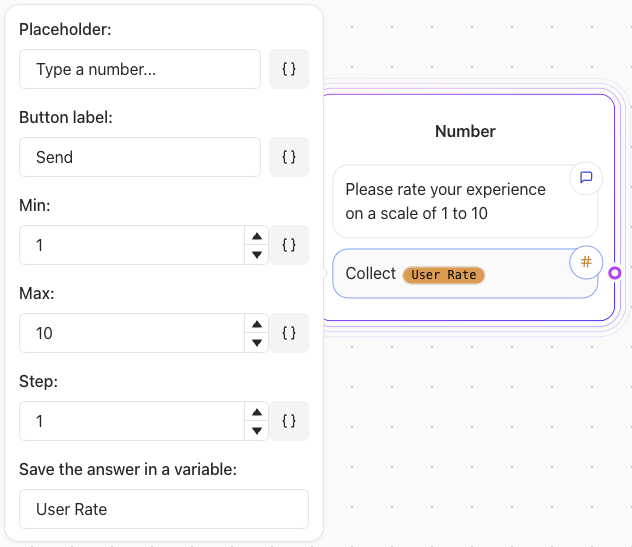 Placeholder:
Type a number...
{}
Button label:
Send
{}
Min:
1
{}
Max:
10
{}
Step:
1
{}
Save the answer in a variable:
User Rate
Number
Please rate your experience
on a scale of 1 to 10
#
Collect User Rate